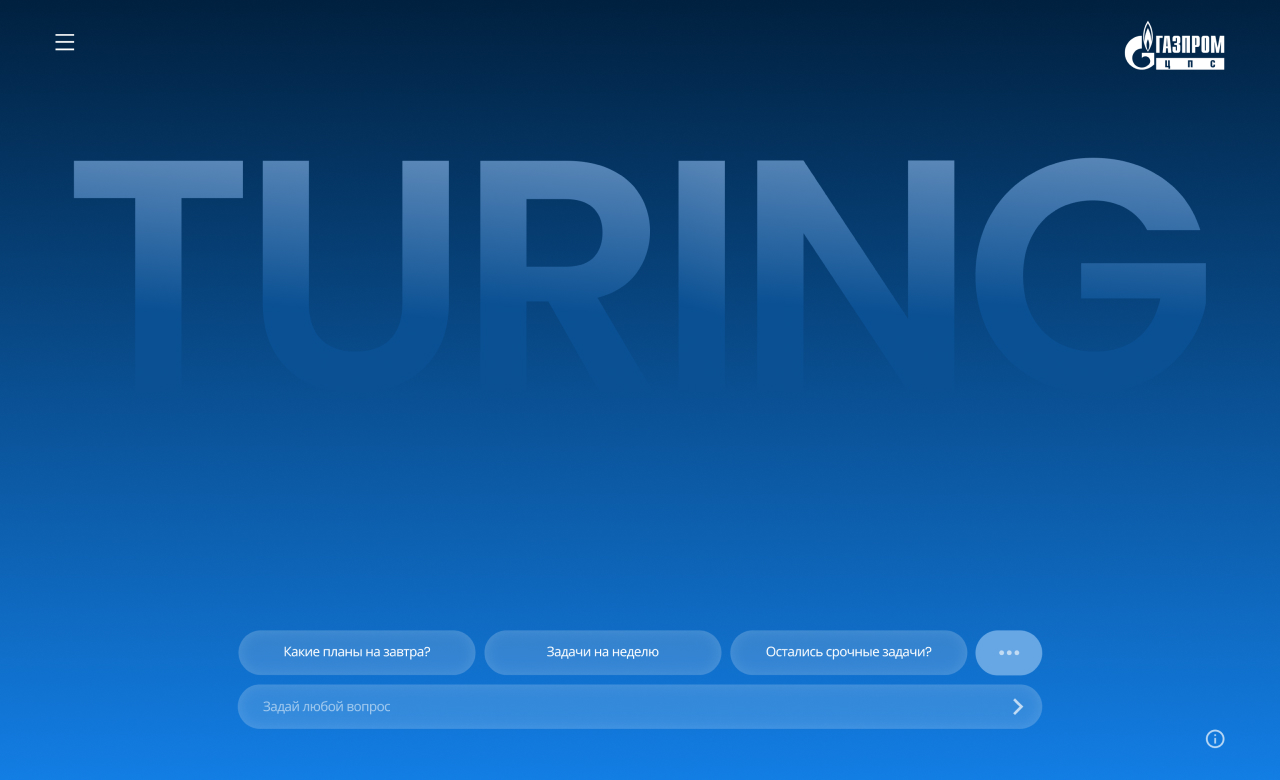 ГАЗПРОМ
ЦПС
TURING
Какие планы на завтра?
Задачи на неделю
Остались срочные задачи?
Задай любой вопрос